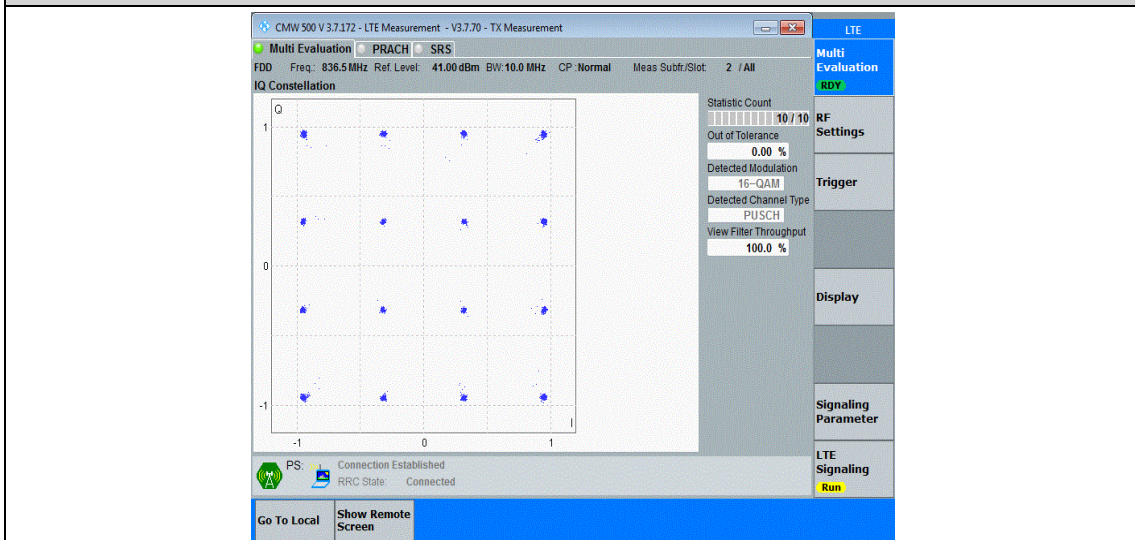 CMW 500 V 3.7.172 - LTE Measurement - V3.7.70 - TX Measurement
LTE
Multi Evaluation PRACH SRS
Multi
Evaluation
RDY
FDD Freq.: 836.5 MHz Ref. Level: 41.00 dBm BW: 10.0 MHz CP : Normal Meas Subfr./Slot: 2 / All
IQ Constellation
Q
1
0
-1
-1 0 1
I
Statistic Count
10 / 10
Out of Tolerance
0.00 %
Detected Modulation
16-QAM
Detected Channel Type
PUSCH
View Filter Throughput
100.0 %
RF
Settings
Trigger
Display
Signaling
Parameter
LTE
Signaling
Run
PS: Connection Established
RRC State: Connected
Go To Local
Show Remote
Screen